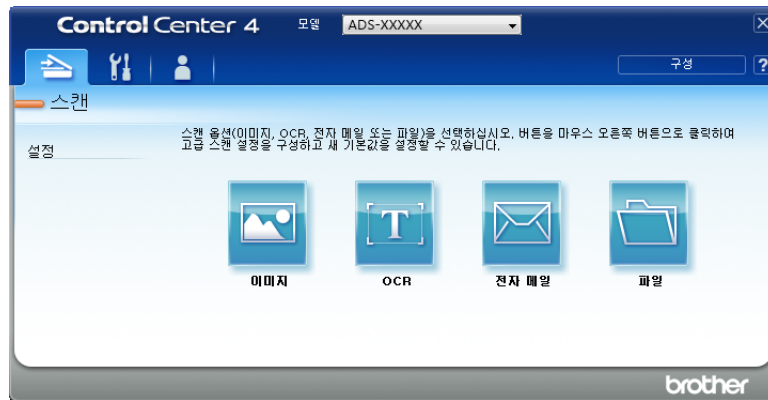 Control Center 4 모델 ADS-XXXXX
구성 ?
스캔
스캔 옵션(이미지, OCR, 전자 메일 또는 파일)을 선택하십시오. 버튼을 마우스 오른쪽 버튼으로 클릭하여
고급 스캔 설정을 구성하고 새 기본값을 설정할 수 있습니다.
설정
T
이미지 OCR 전자 메일 파일
brother